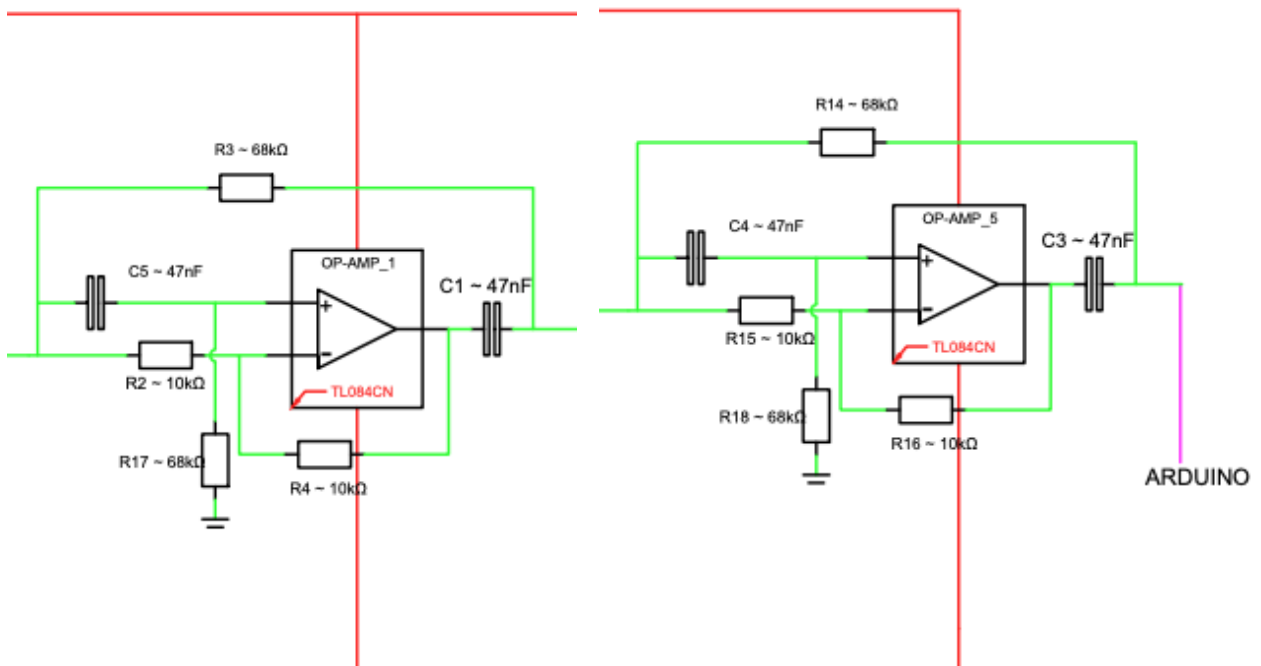 R3 ~ 68kΩ
C5 ~ 47nF
OP-AMP_1
C1 ~ 47nF
R2 ~ 10kΩ
TL084CN
R17 ~ 68kΩ
R4 ~ 10kΩ
R14 ~ 68kΩ
C4 ~ 47nF
OP-AMP_5
C3 ~ 47nF
R15 ~ 10kΩ
TL084CN
R18 ~ 68kΩ
R16 ~ 10kΩ
ARDUINO